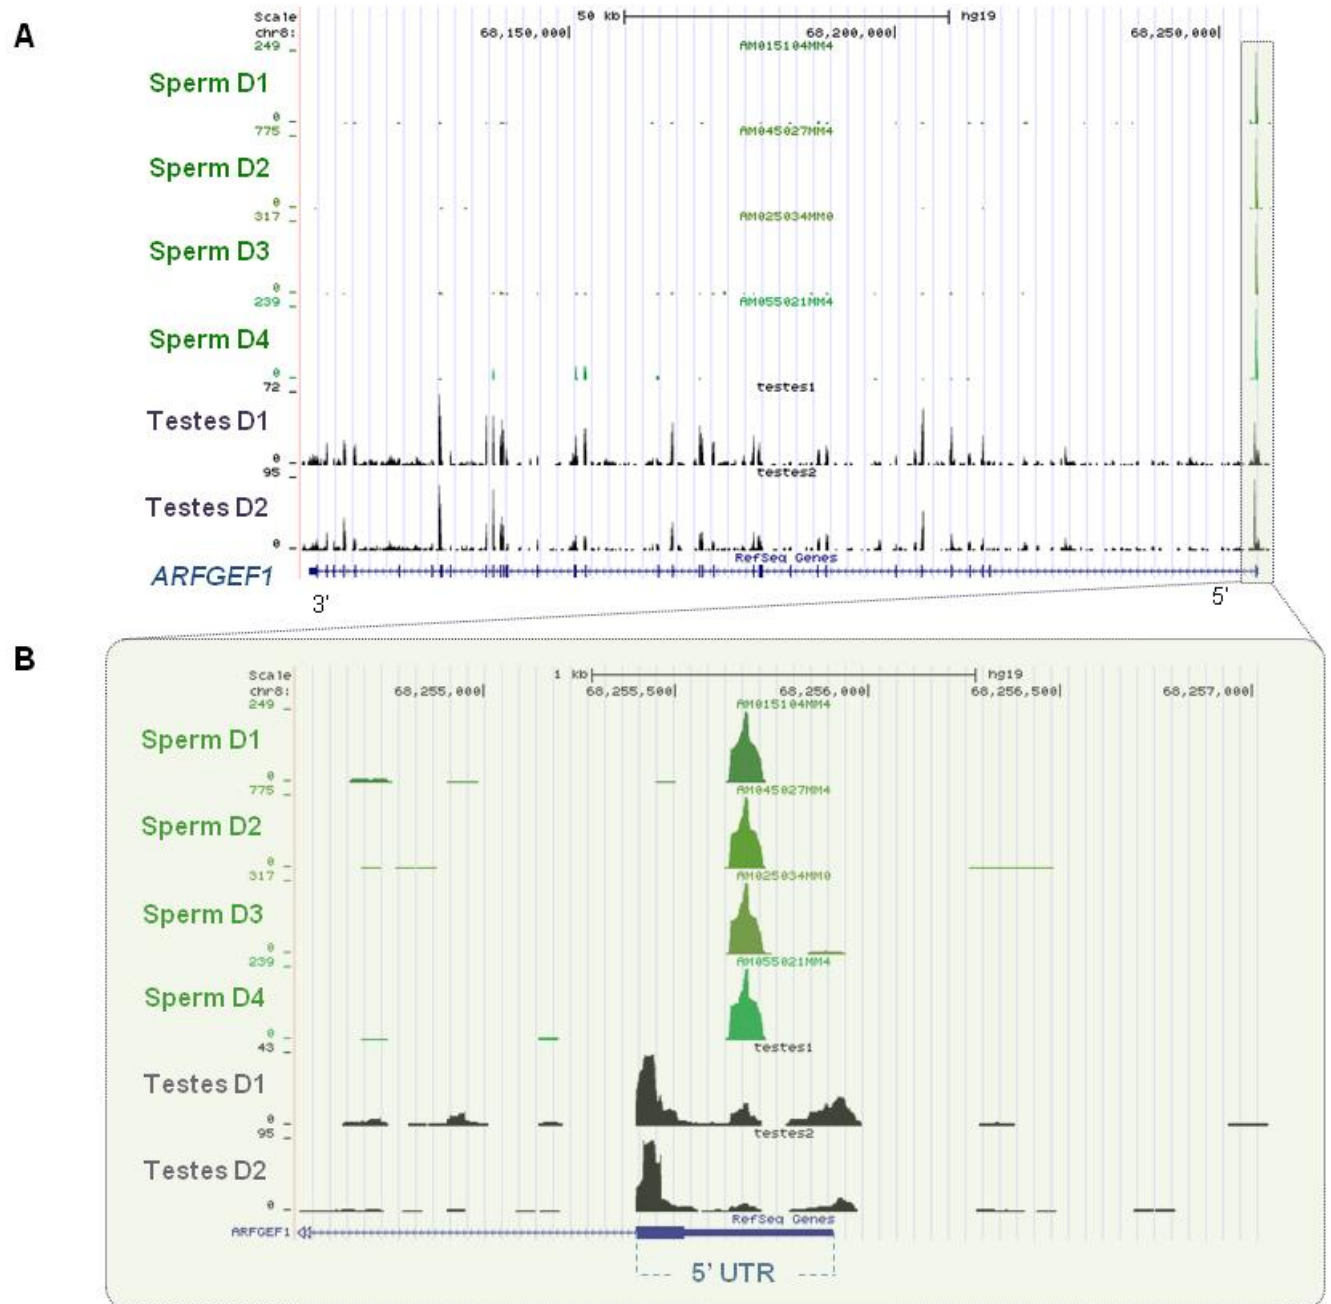 A
Scale 50 kb hg19
chr8: 68,150,000 68,200,000 68,250,000
249 AM015104MM4
Sperm D1
0
775 AM045027MM4
Sperm D2
0
317 AM025034MM0
Sperm D3
0
239 AM055021MM4
Sperm D4
0
72 testes1
Testes D1
0
95 testes2
Testes D2
0
RefSeq Genes
ARFGEF1
3' 5'
B
Scale 1 kb hg19
chr8: 68,255,000 68,255,500 68,256,000 68,256,500 68,257,000
249 AM015104MM4
Sperm D1
0
775 AM045027MM4
Sperm D2
0
317 AM025034MM0
Sperm D3
0
239 AM055021MM4
Sperm D4
0
43 testes1
Testes D1
0
95 testes2
Testes D2
0
RefSeq Genes
ARFGEF1
5' UTR